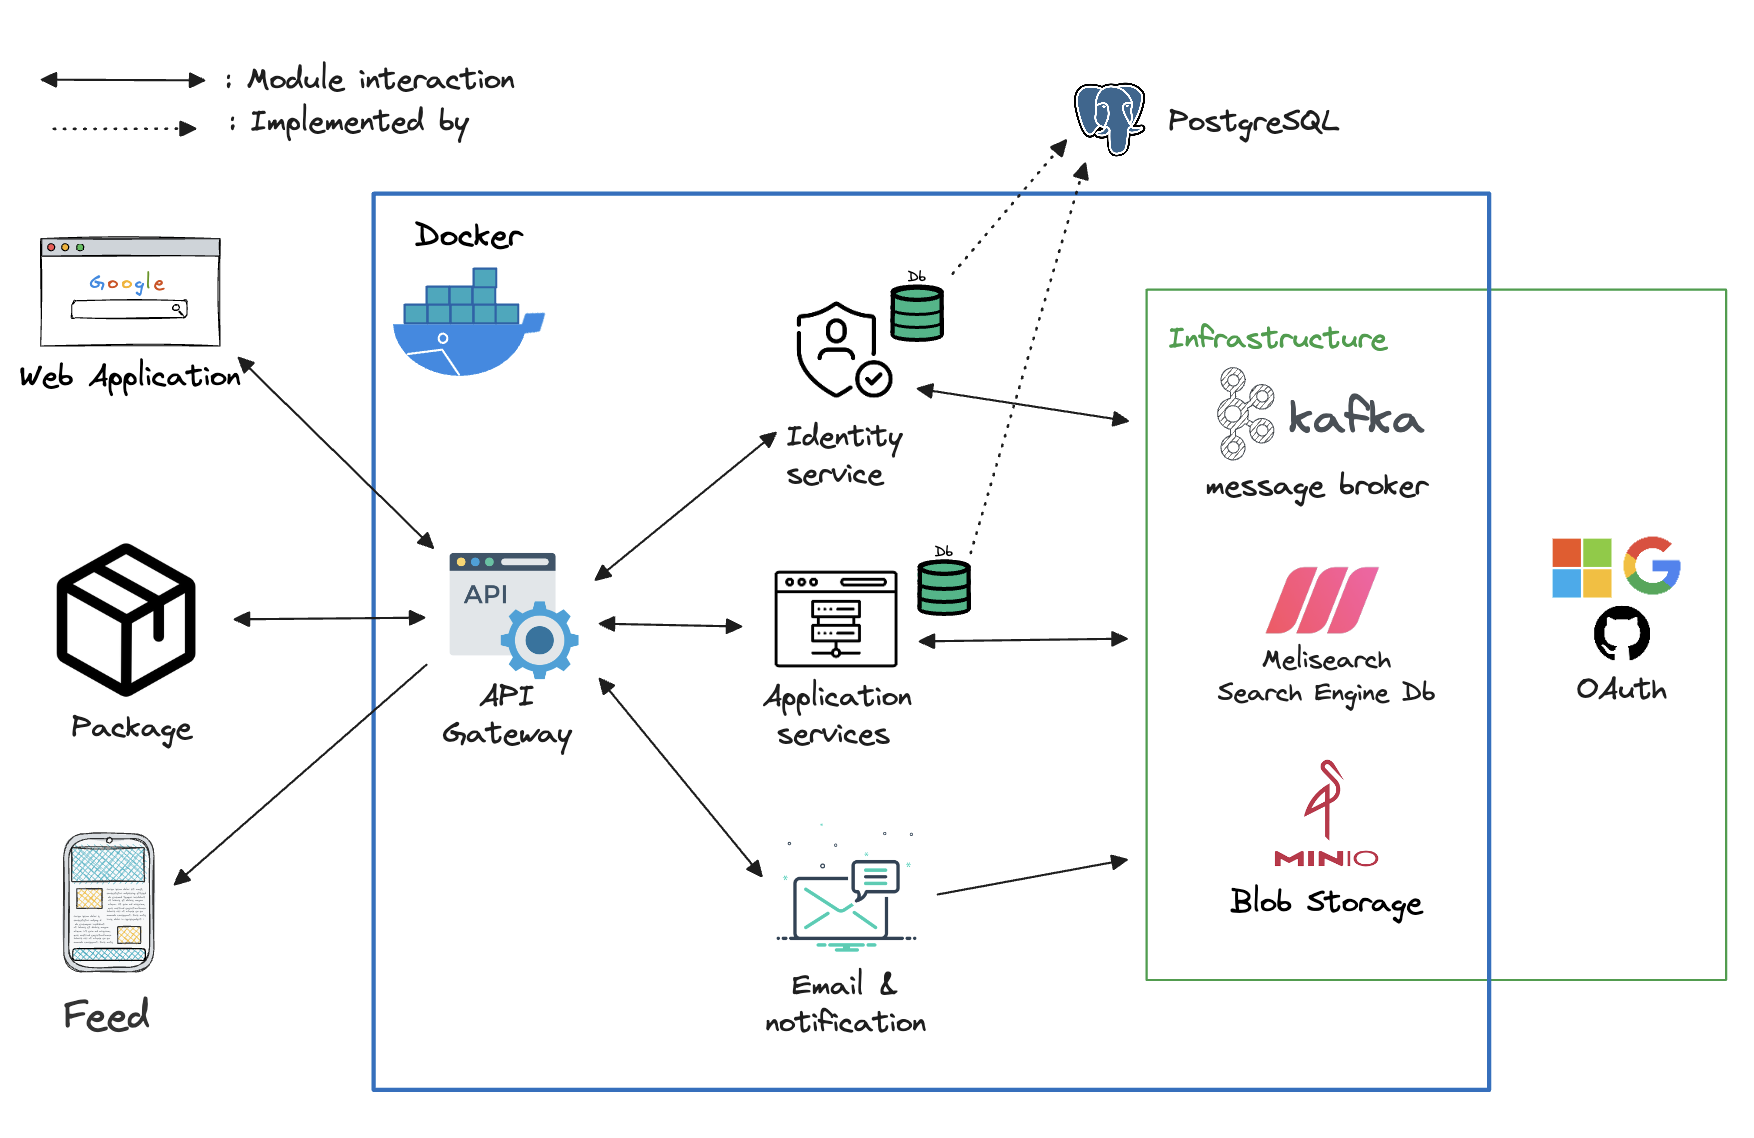 : Module interaction
: Implemented by
PostgreSQL
Docker
Google
Web Application
Db
Identity
service
Infrastructure
kafka
message broker
Package
API
API
Gateway
Db
Application
services
Melisearch
Search Engine Db
OAuth
MINIO
Blob Storage
Feed
Email &
notification